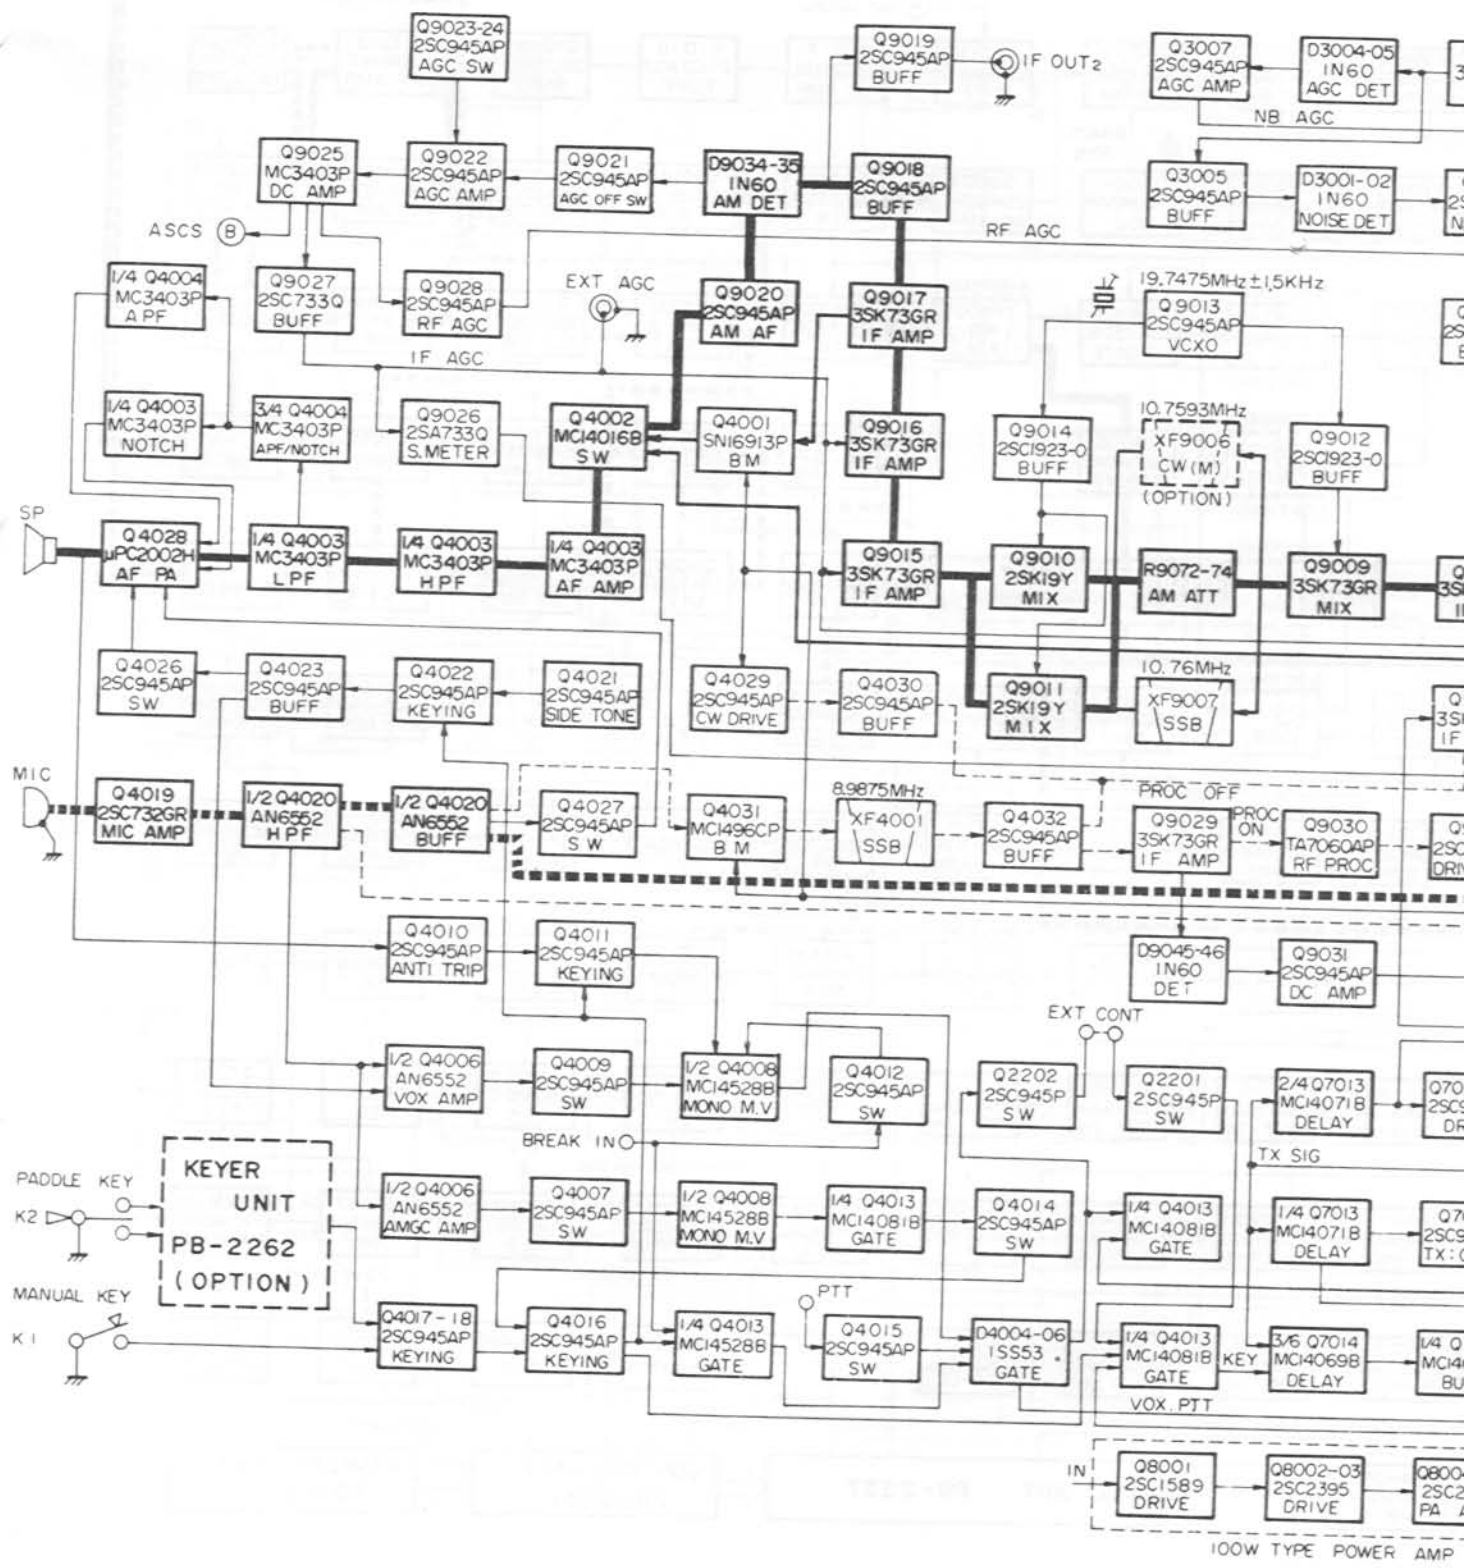 Q9023-24
2SC945AP
AGC SW
Q9019
2SC945AP
BUFF
IF OUT2
Q3007
2SC945AP
AGC AMP
D3004-05
1N60
AGC DET
NB AGC
Q9025
MC3403P
DC AMP
Q9022
2SC945AP
AGC AMP
Q9021
2SC945AP
AGC OFF SW
D9034-35
1N60
AM DET
Q9018
2SC945AP
BUFF
Q3005
2SC945AP
BUFF
D3001-02
1N60
NOISE DET
ASCS
B
RF AGC
1/4 Q4004
MC3403P
APF
Q9027
2SC733Q
BUFF
Q9028
2SC945AP
RF AGC
EXT AGC
Q9020
2SC945AP
AM AF
Q9017
3SK73GR
IF AMP
19.7475MHz±1.5KHz
Q9013
2SC945AP
VCXO
IF AGC
1/4 Q4003
MC3403P
NOTCH
3/4 Q4004
MC3403P
APF/NOTCH
Q9026
2SA733Q
S.METER
Q4002
MC14016B
SW
Q4001
SN16913P
BM
Q9016
3SK73GR
IF AMP
Q9014
2SC1923-O
BUFF
10.7593MHz
XF9006
CW (M)
(OPTION)
Q9012
2SC1923-O
BUFF
SP
Q4028
µPC2002H
AF PA
1/4 Q4003
MC3403P
LPF
1/4 Q4003
MC3403P
HPF
1/4 Q4003
MC3403P
AF AMP
Q9015
3SK73GR
IF AMP
Q9010
2SK19Y
MIX
R9072-74
AM ATT
Q9009
3SK73GR
MIX
Q4026
2SC945AP
SW
Q4023
2SC945AP
BUFF
Q4022
2SC945AP
KEYING
Q4021
2SC945AP
SIDE TONE
Q4029
2SC945AP
CW DRIVE
Q4030
2SC945AP
BUFF
Q9011
2SK19Y
MIX
10.76MHz
XF9007
SSB
IF
MIC
Q4019
2SC732GR
MIC AMP
1/2 Q4020
AN6552
HPF
1/2 Q4020
AN6552
BUFF
Q4027
2SC945AP
SW
Q4031
MC1496CP
BM
8.9875MHz
XF4001
SSB
Q4032
2SC945AP
BUFF
PROC OFF
Q9029
3SK73GR
IF AMP
PROC
ON
Q9030
TA7060AP
RF PROC
Q4010
2SC945AP
ANTI TRIP
Q4011
2SC945AP
KEYING
D9045-46
1N60
DET
Q9031
2SC945AP
DC AMP
EXT CONT
1/2 Q4006
AN6552
VOX AMP
Q4009
2SC945AP
SW
1/2 Q4008
MC14528B
MONO M.V
Q4012
2SC945AP
SW
Q2202
2SC945P
SW
Q2201
2SC945P
SW
2/4 Q7013
MC14071B
DELAY
BREAK IN
TX SIG
PADDLE KEY
K2
KEYER
UNIT
PB-2262
(OPTION)
1/2 Q4006
AN6552
AMGC AMP
Q4007
2SC945AP
SW
1/2 Q4008
MC14528B
MONO M.V
1/4 Q4013
MC14081B
GATE
Q4014
2SC945AP
SW
1/4 Q4013
MC14081B
GATE
1/4 Q7013
MC14071B
DELAY
MANUAL KEY
K1
PTT
Q4017-18
2SC945AP
KEYING
Q4016
2SC945AP
KEYING
1/4 Q4013
MC14528B
GATE
Q4015
2SC945AP
SW
D4004-06
1SS53
GATE
1/4 Q4013
MC14081B
GATE
KEY
3/6 Q7014
MC14069B
DELAY
VOX.PTT
IN
Q8001
2SC1589
DRIVE
Q8002-03
2SC2395
DRIVE
PA
100W TYPE POWER AMP